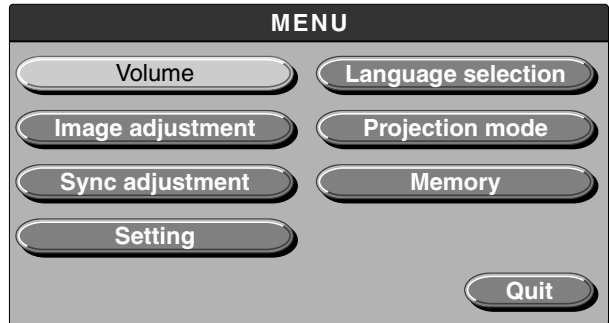 MENU
Volume
Language selection
Image adjustment
Projection mode
Sync adjustment
Memory
Setting
Quit